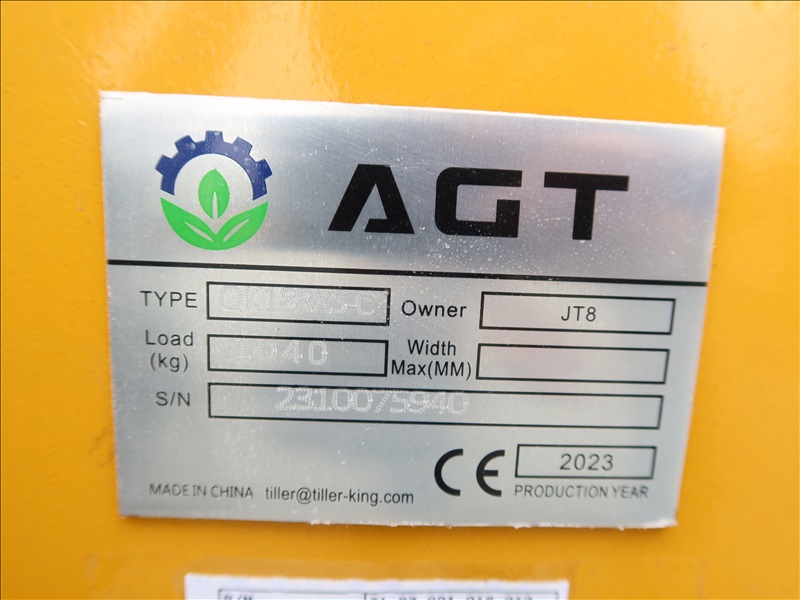 AGT
TYPE Owner JT8
Load (kg) 1040 Width Max(MM)
S/N 2310075940
CE 2023
MADE IN CHINA tiller@tiller-king.com PRODUCTION YEAR